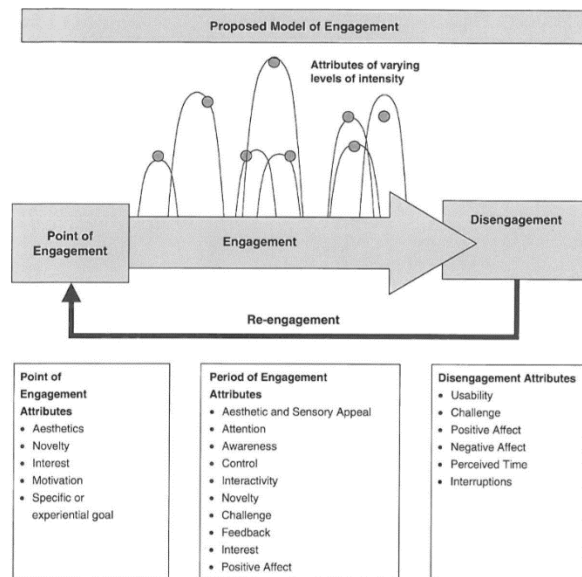 Proposed Model of Engagement
Attributes of varying
levels of intensity
Point of
Engagement
Engagement
Disengagement
Re-engagement
Point of
Engagement
Attributes
• Aesthetics
• Novelty
• Interest
• Motivation
• Specific or
experiential goal
Period of Engagement
Attributes
• Aesthetic and Sensory Appeal
• Attention
• Awareness
• Control
• Interactivity
• Novelty
• Challenge
• Feedback
• Interest
• Positive Affect
Disengagement Attributes
• Usability
• Challenge
• Positive Affect
• Negative Affect
• Perceived Time
• Interruptions